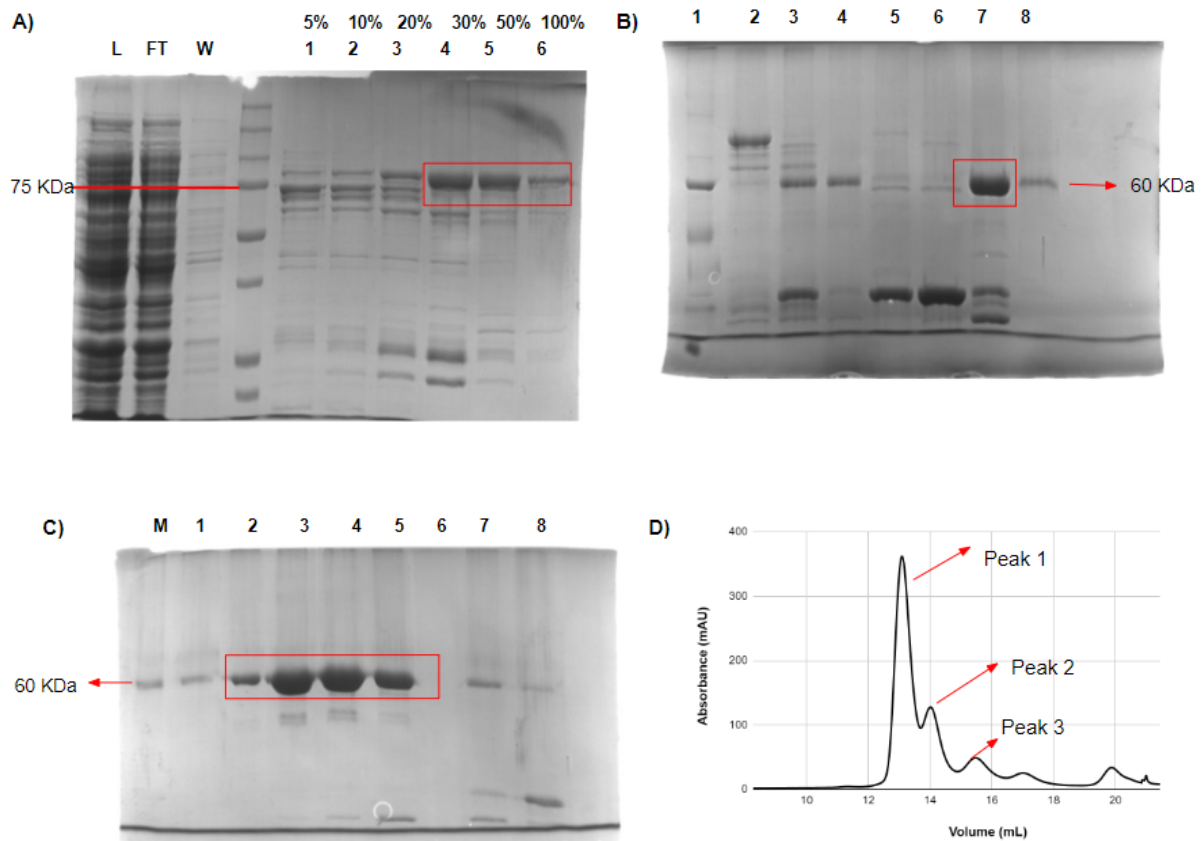 A)
5% 10% 20% 30% 50% 100%
L FT W 1 2 3 4 5 6
75 KDa
B)
1 2 3 4 5 6 7 8
60 KDa
C)
M 1 2 3 4 5 6 7 8
60 KDa
D)
400
300
200
100
0
Absorbance (mAU)
Peak 1
Peak 2
Peak 3
10 12 14 16 18 20
Volume (mL)